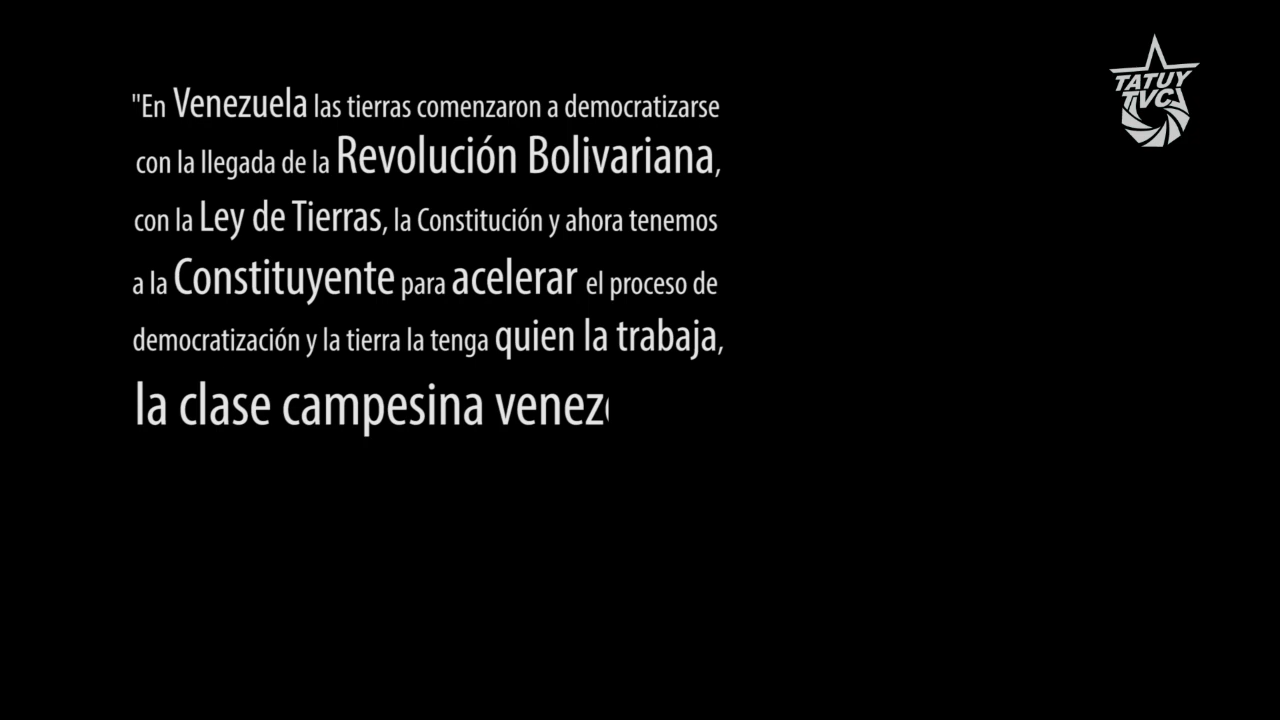 "En Venezuela las tierras comenzaron a democratizarse
con la llegada de la Revolución Bolivariana,
con la Ley de Tierras, la Constitución y ahora tenemos
a la Constituyente para acelerar el proceso de
democratización y la tierra la tenga quien la trabaja,
la clase campesina venez
TATUY
TVC